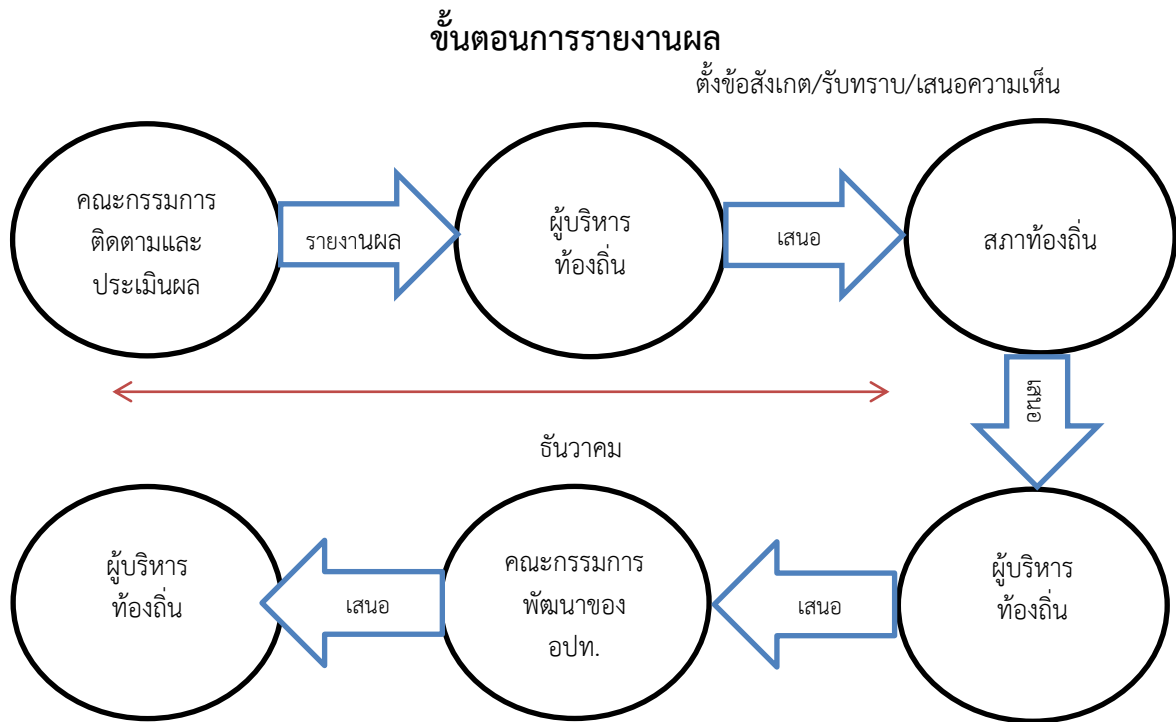 ขั้นตอนการรายงานผล
ตั้งข้อสังเกต/รับทราบ/เสนอความเห็น
คณะกรรมการ
ติดตามและ
ประเมินผล
รายงานผล
ผู้บริหาร
ท้องถิ่น
เสนอ
สภาท้องถิ่น
เสนอ
ธันวาคม
ผู้บริหาร
ท้องถิ่น
เสนอ
คณะกรรมการ
พัฒนาของ
อปท.
เสนอ
ผู้บริหาร
ท้องถิ่น